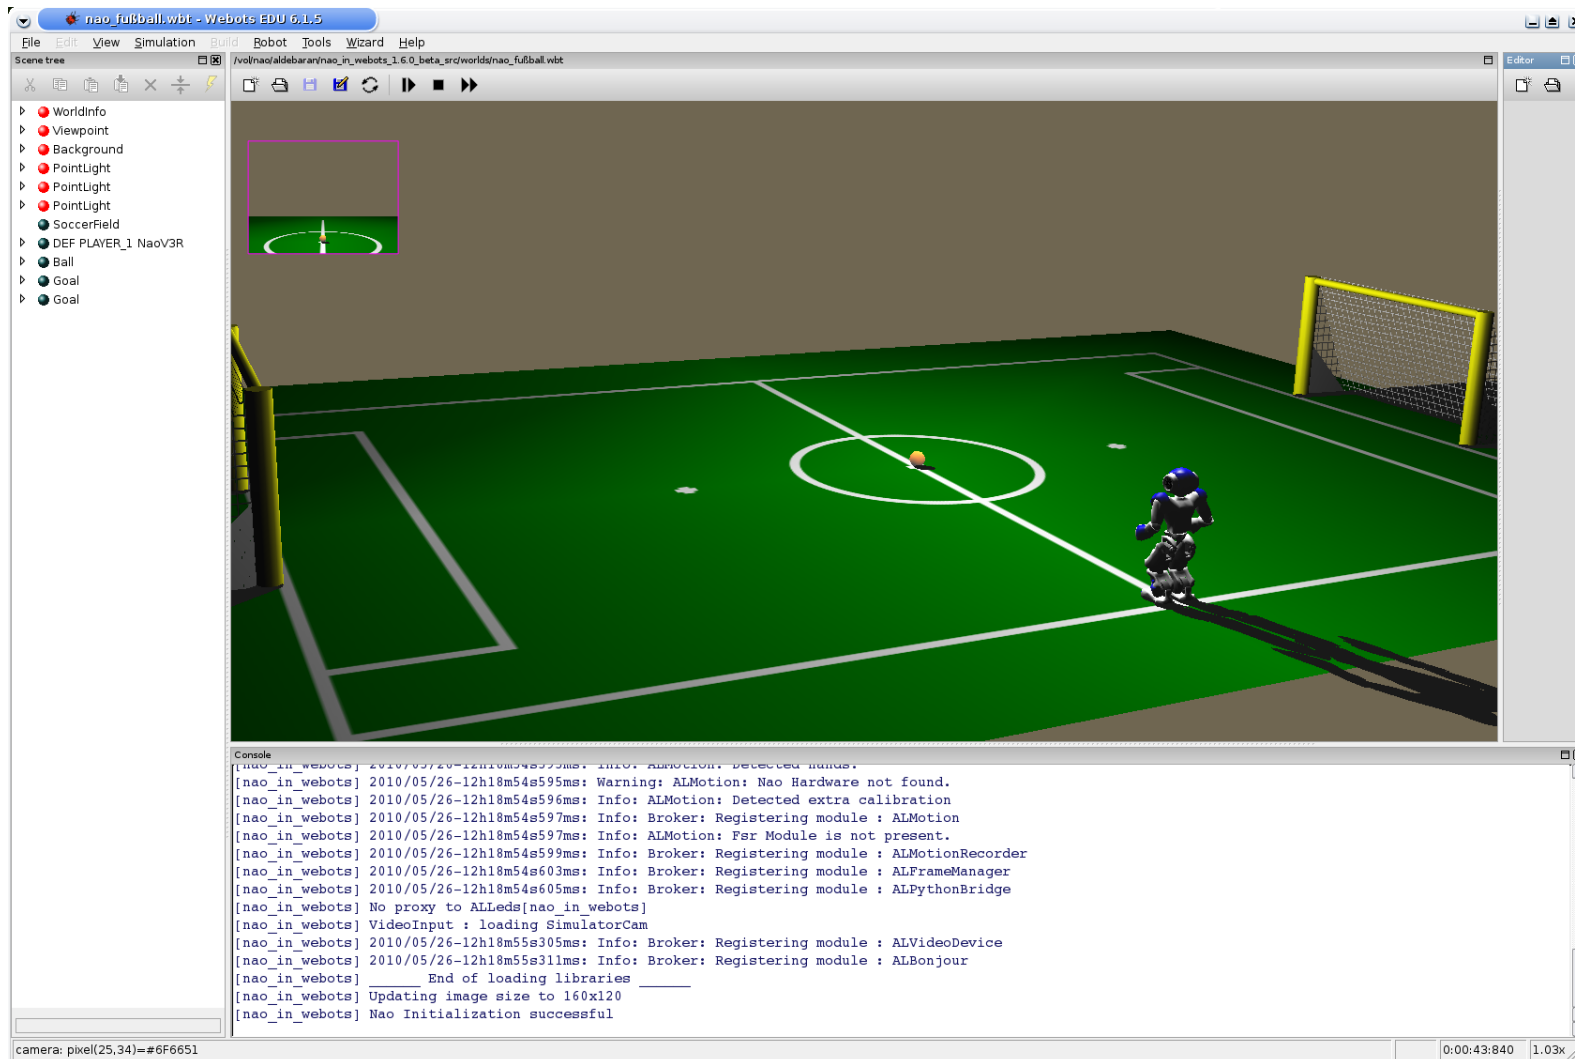 nao_fußball.wbt - Webots EDU 6.1.5
File Edit View Simulation Build Robot Tools Wizard Help
Scene tree
/vol/nao/aldebaran/nao_in_webots_1.6.0_beta_src/worlds/nao_fußball.wbt
Editor
WorldInfo
Viewpoint
Background
PointLight
PointLight
PointLight
SoccerField
DEF PLAYER_1 NaoV3R
Ball
Goal
Goal
Console
[nao_in_webots] 2010/05/26-12h18m54s595ms: Info: ALMotion: Detected hands.
[nao_in_webots] 2010/05/26-12h18m54s595ms: Warning: ALMotion: Nao Hardware not found.
[nao_in_webots] 2010/05/26-12h18m54s596ms: Info: ALMotion: Detected extra calibration
[nao_in_webots] 2010/05/26-12h18m54s597ms: Info: Broker: Registering module : ALMotion
[nao_in_webots] 2010/05/26-12h18m54s597ms: Info: ALMotion: Fsr Module is not present.
[nao_in_webots] 2010/05/26-12h18m54s599ms: Info: Broker: Registering module : ALMotionRecorder
[nao_in_webots] 2010/05/26-12h18m54s603ms: Info: Broker: Registering module : ALFrameManager
[nao_in_webots] 2010/05/26-12h18m54s605ms: Info: Broker: Registering module : ALPythonBridge
[nao_in_webots] No proxy to ALLeds[nao_in_webots]
[nao_in_webots] VideoInput : loading SimulatorCam
[nao_in_webots] 2010/05/26-12h18m55s305ms: Info: Broker: Registering module : ALVideoDevice
[nao_in_webots] 2010/05/26-12h18m55s311ms: Info: Broker: Registering module : ALBonjour
[nao_in_webots] ______ End of loading libraries ______
[nao_in_webots] Updating image size to 160x120
[nao_in_webots] Nao Initialization successful
camera: pixel(25,34)=#6F6651
0:00:43:840
1.03x